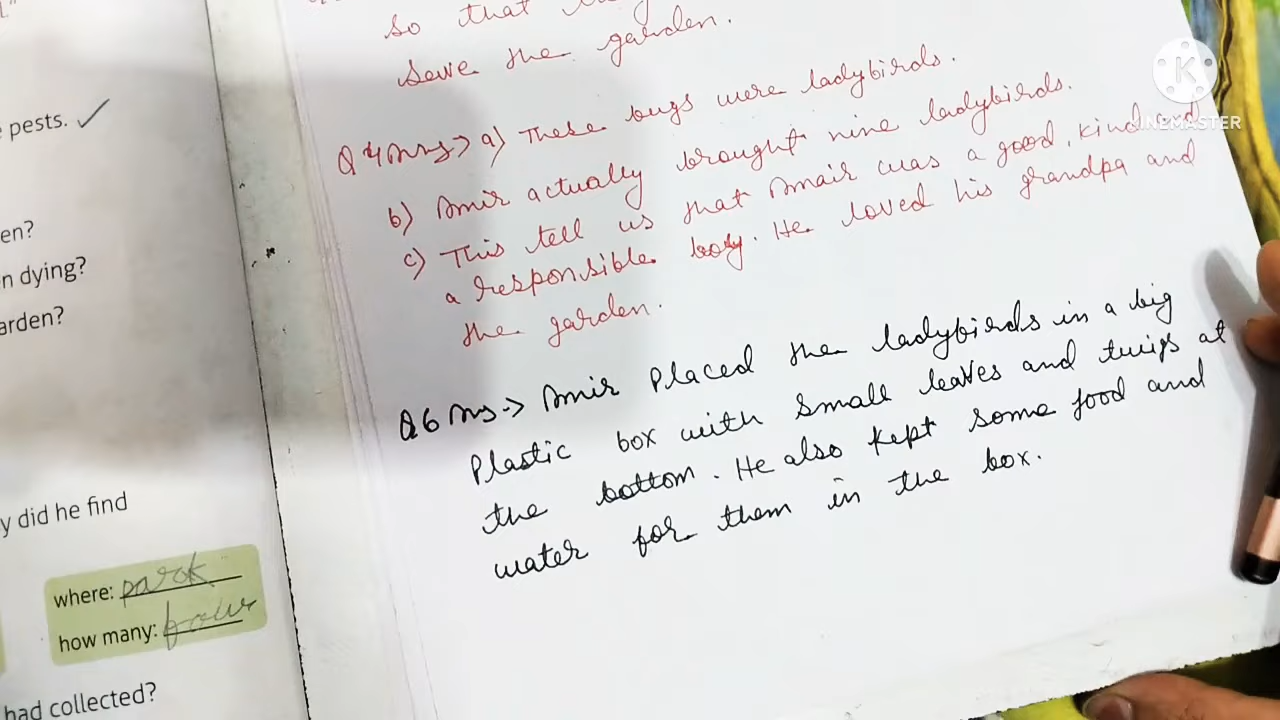 so that
save the garden.
Q 4 Ans > a) These bugs were ladybirds.
b) Amir actually brought nine ladybirds.
c) This tell us that Amair was a good, kind and
a responsible boy. He loved his grandpa and
the garden.
Q6 Ans -> Amir Placed the ladybirds in a big
Plastic box with small leaves and twigs at
the bottom. He also kept some food and
water for them in the box.
pests. ✓
en?
n dying?
arden?
y did he find
where: park
how many: four
had collected?
K
KINEMASTER